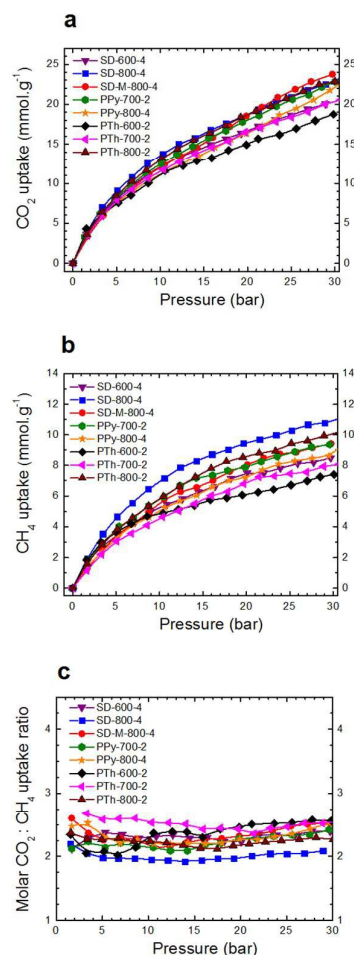 a
CO2 uptake (mmol.g-1)
25
20
15
10
5
0
SD-600-4
SD-800-4
SD-M-800-4
PPy-700-2
PPy-800-4
PTh-600-2
PTh-700-2
PTh-800-2
25
20
15
10
5
0
0 5 10 15 20 25 30
Pressure (bar)
b
CH4 uptake (mmol.g-1)
14
12
10
8
6
4
2
0
SD-600-4
SD-800-4
SD-M-800-4
PPy-700-2
PPy-800-4
PTh-600-2
PTh-700-2
PTh-800-2
14
12
10
8
6
4
2
0
0 5 10 15 20 25 30
Pressure (bar)
c
Molar CO2 : CH4 uptake ratio
4
3
2
1
SD-600-4
SD-800-4
SD-M-800-4
PPy-700-2
PPy-800-4
PTh-600-2
PTh-700-2
PTh-800-2
4
3
2
1
0 5 10 15 20 25 30
Pressure (bar)